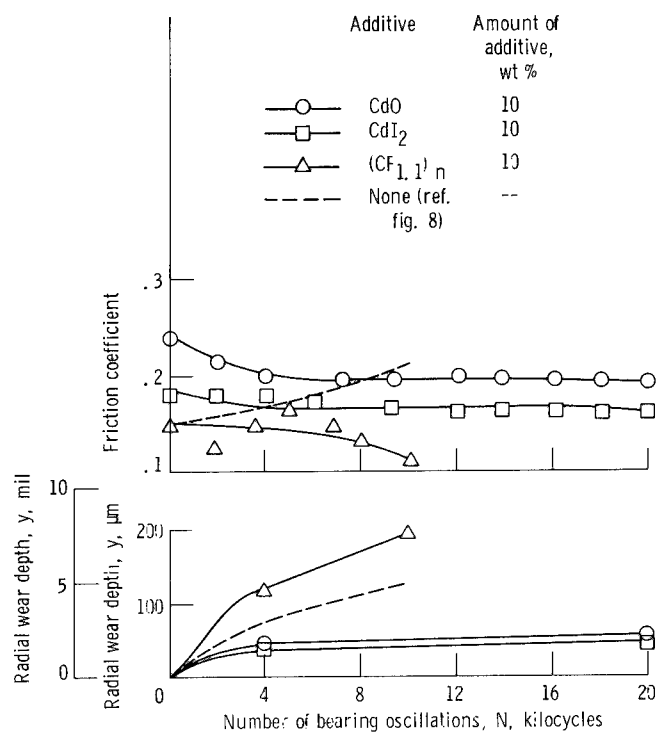 Additive Amount of
additive,
wt %
CdO 10
CdI2 10
(CF1.1)n 10
None (ref. --
fig. 8)
.3
.2
.1
Friction coefficient
10
5
0
Radial wear depth, y, mil
200
100
Radial wear depth, y, μm
0 4 8 12 16 20
Number of bearing oscillations, N, kilocycles